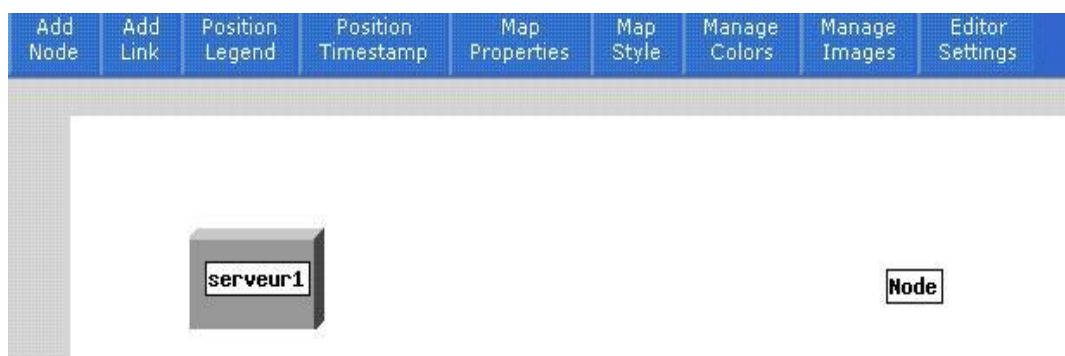 Add Node
Add Link
Position Legend
Position Timestamp
Map Properties
Map Style
Manage Colors
Manage Images
Editor Settings
serveur1
Node